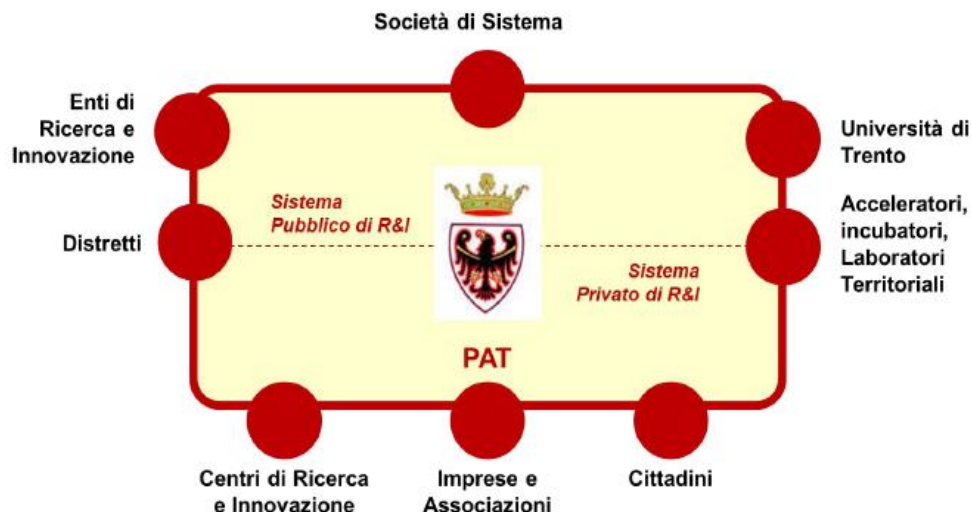 Società di Sistema
Enti di
Ricerca e
Innovazione
Università di
Trento
Sistema
Pubblico di R&I
Distretti
Acceleratori,
incubatori,
Laboratori
Territoriali
Sistema
Privato di R&I
PAT
Centri di Ricerca
e Innovazione
Imprese e
Associazioni
Cittadini